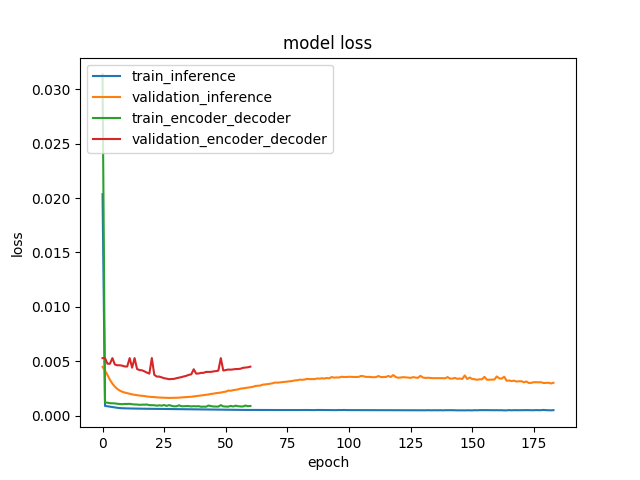 model loss
train_inference
validation_inference
train_encoder_decoder
validation_encoder_decoder
0.030
0.025
0.020
0.015
0.010
0.005
0.000
loss
0 25 50 75 100 125 150 175
epoch